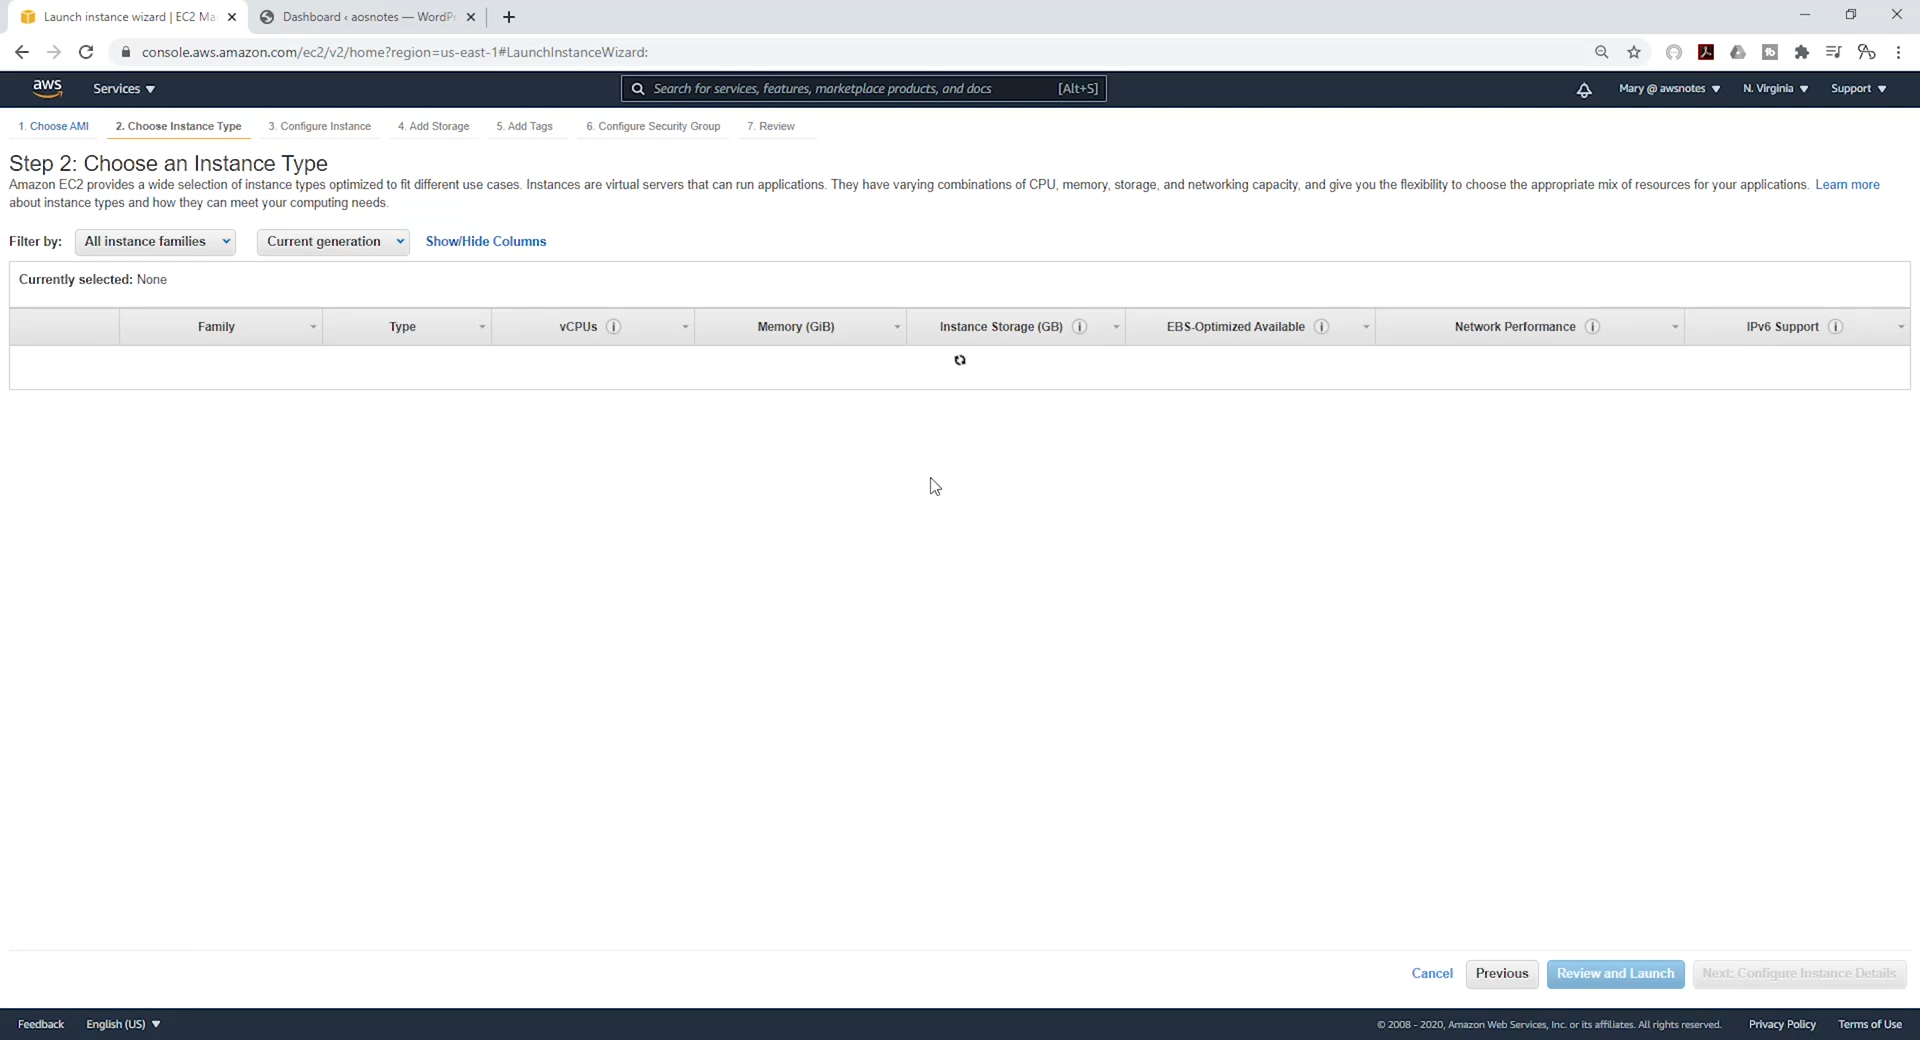 Launch instance wizard | EC2 Ma
Dashboard ‹ aosnotes — WordPr
console.aws.amazon.com/ec2/v2/home?region=us-east-1#LaunchInstanceWizard:
aws
Services
Search for services, features, marketplace products, and docs
[Alt+S]
Mary @ awsnotes
N. Virginia
Support
1. Choose AMI
2. Choose Instance Type
3. Configure Instance
4. Add Storage
5. Add Tags
6. Configure Security Group
7. Review
Step 2: Choose an Instance Type
Amazon EC2 provides a wide selection of instance types optimized to fit different use cases. Instances are virtual servers that can run applications. They have varying combinations of CPU, memory, storage, and networking capacity, and give you the flexibility to choose the appropriate mix of resources for your applications. Learn more
about instance types and how they can meet your computing needs.
Filter by:
All instance families
Current generation
Show/Hide Columns
Currently selected: None
Family
Type
vCPUs
Memory (GiB)
Instance Storage (GB)
EBS-Optimized Available
Network Performance
IPv6 Support
Cancel
Previous
Review and Launch
Next: Configure Instance Details
Feedback
English (US)
© 2008 - 2020, Amazon Web Services, Inc. or its affiliates. All rights reserved.
Privacy Policy
Terms of Use